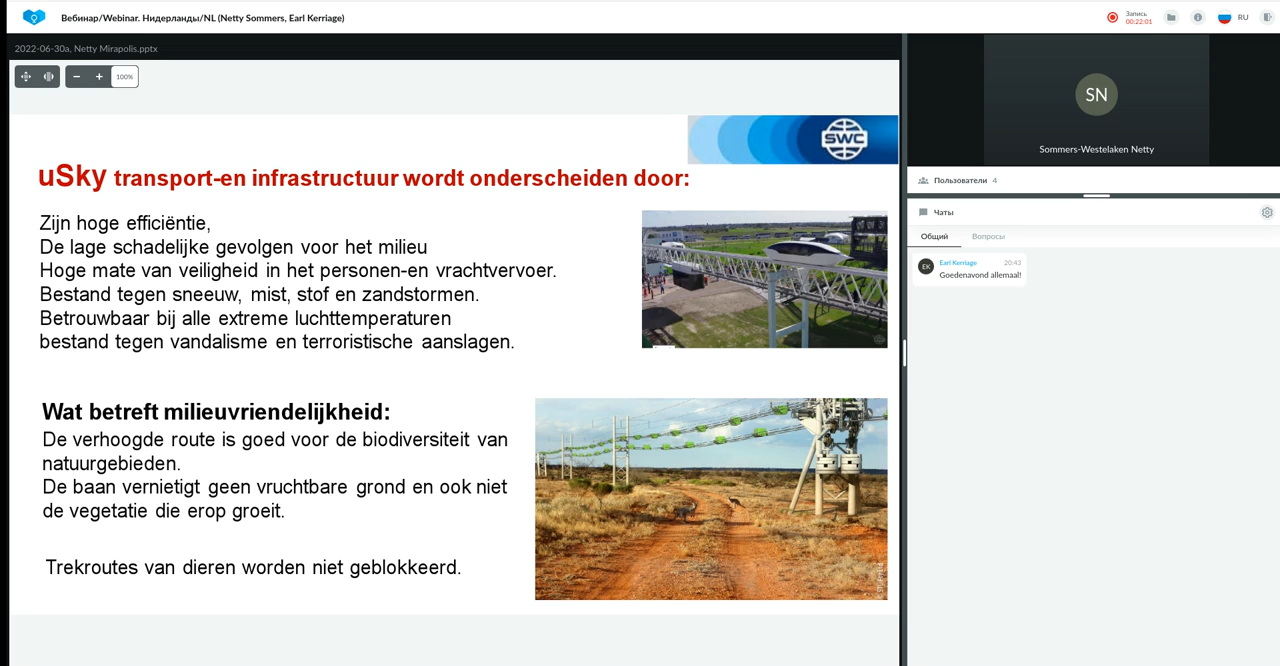 Вебинар/Webinar. Нидерланды/NL (Netty Sommers, Earl Kerriage)
Запись
00:22:01
RU
2022-06-30a, Netty Mirapolis.pptx
100%
SWC
uSky transport-en infrastructuur wordt onderscheiden door:
Zijn hoge efficiëntie,
De lage schadelijke gevolgen voor het milieu
Hoge mate van veiligheid in het personen-en vrachtvervoer.
Bestand tegen sneeuw, mist, stof en zandstormen.
Betrouwbaar bij alle extreme luchttemperaturen
bestand tegen vandalisme en terroristische aanslagen.
Wat betreft milieuvriendelijkheid:
De verhoogde route is goed voor de biodiversiteit van
natuurgebieden.
De baan vernietigt geen vruchtbare grond en ook niet
de vegetatie die erop groeit.
Trekroutes van dieren worden niet geblokkeerd.
SN
Sommers-Westelaken Netty
Пользователи 4
Чаты
Общий
Вопросы
EK
Earl Kerriage
20:43
Goedenavond allemaal!